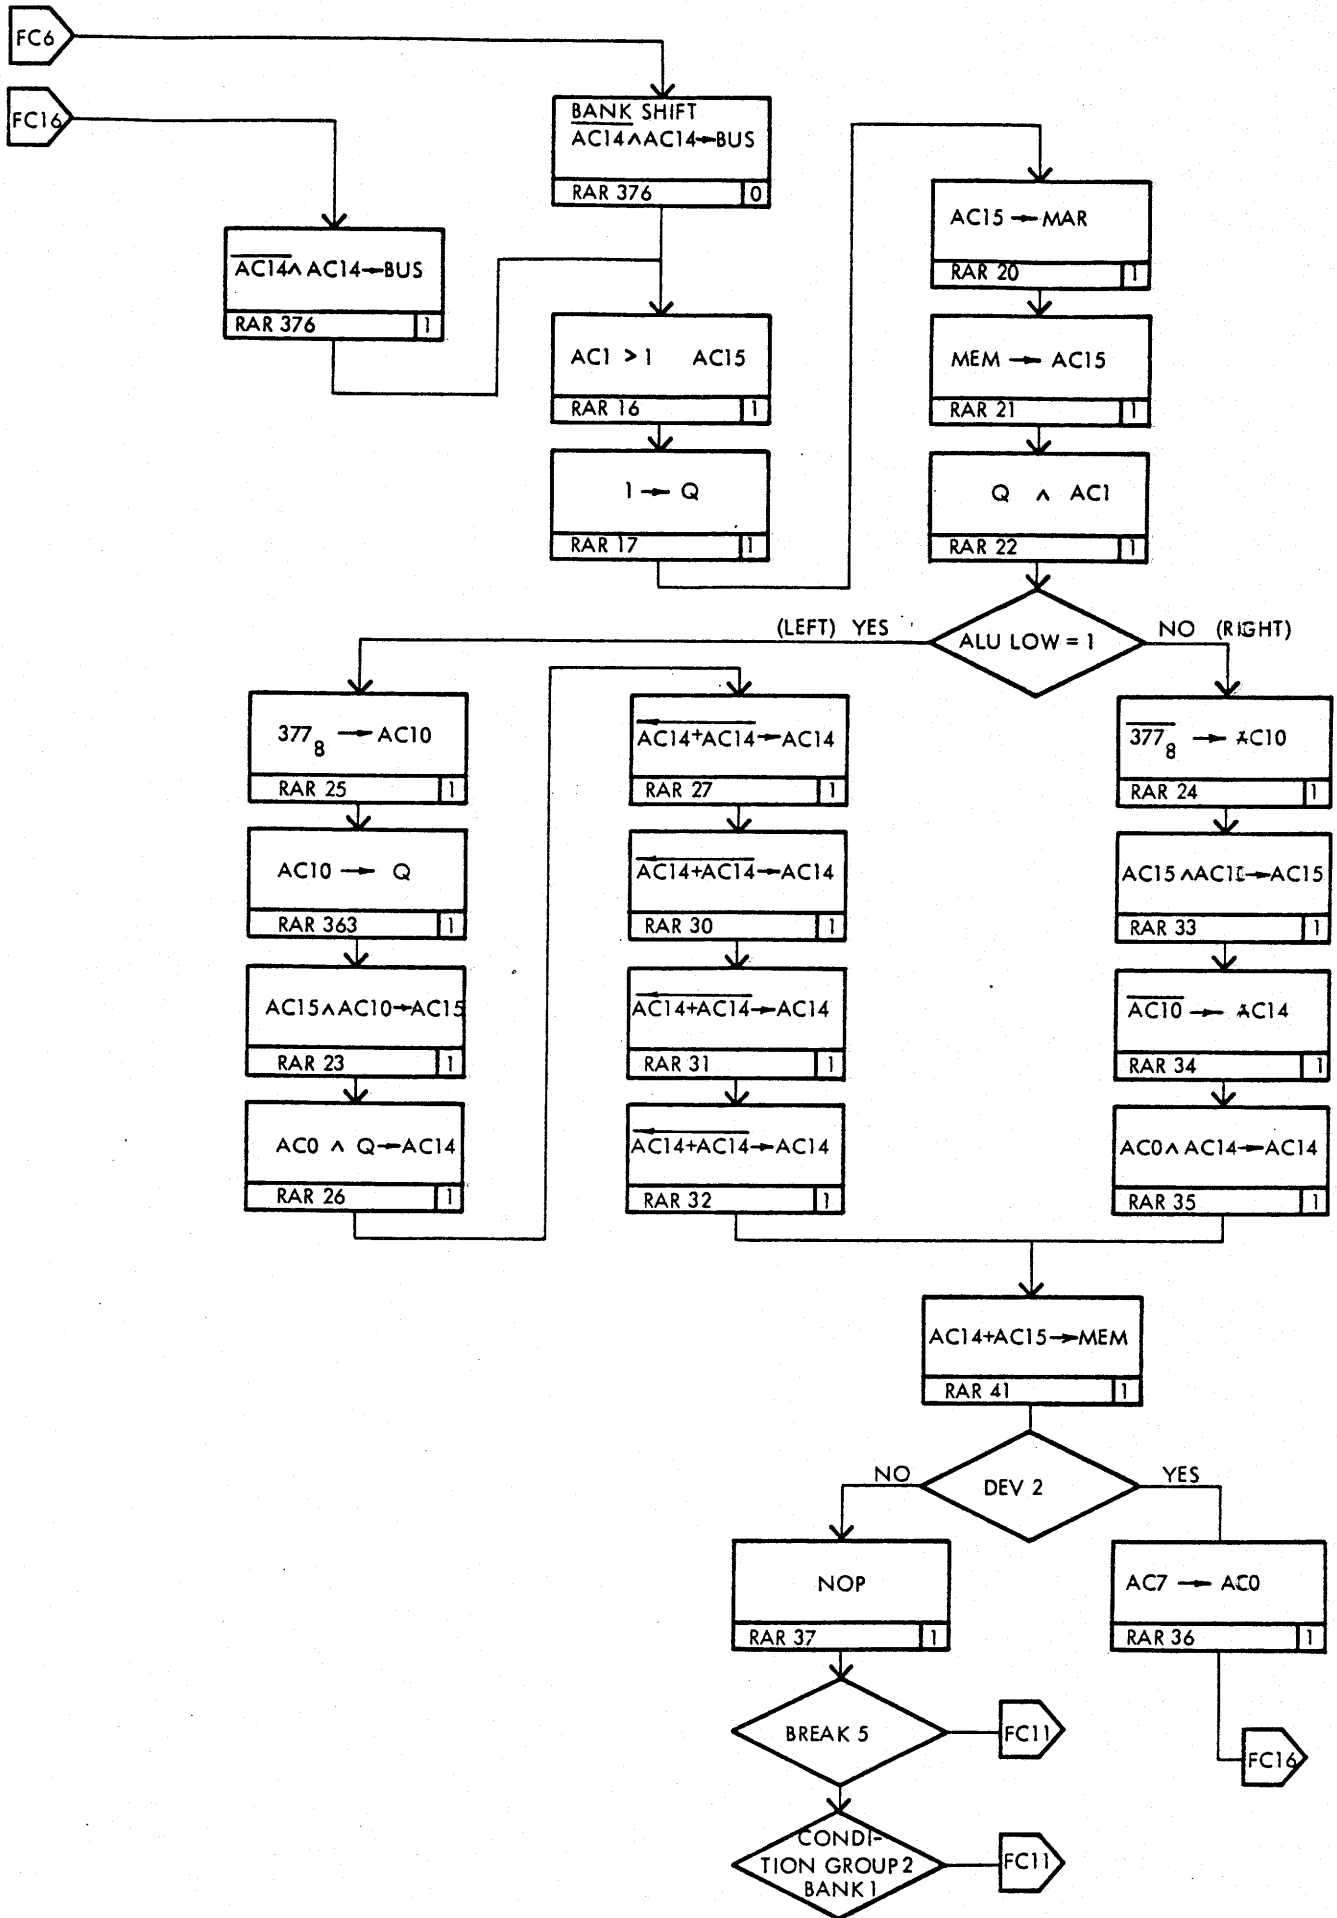 FC6
FC16
BANK SHIFT
AC14∧AC14→BUS
RAR 376 0
AC15 → MAR
RAR 20 1
AC14∧AC14→BUS
RAR 376 1
AC1 > 1 AC15
RAR 16 1
MEM → AC15
RAR 21 1
1 → Q
RAR 17 1
Q ∧ AC1
RAR 22 1
(LEFT) YES
ALU LOW = 1
NO (RIGHT)
377₈ → AC10
RAR 25 1
AC14+AC14→AC14
RAR 27 1
377₈ → AC10
RAR 24 1
AC10 → Q
RAR 363 1
AC14+AC14→AC14
RAR 30 1
AC15∧AC10→AC15
RAR 33 1
AC15∧AC10→AC15
RAR 23 1
AC14+AC14→AC14
RAR 31 1
AC10 → AC14
RAR 34 1
AC0 ∧ Q→AC14
RAR 26 1
AC14+AC14→AC14
RAR 32 1
AC0∧AC14→AC14
RAR 35 1
AC14+AC15→MEM
RAR 41 1
NO
DEV 2
YES
NOP
RAR 37 1
AC7 → AC0
RAR 36 1
BREAK 5
FC11
FC16
CONDI-
TION GROUP 2
BANK 1
FC11